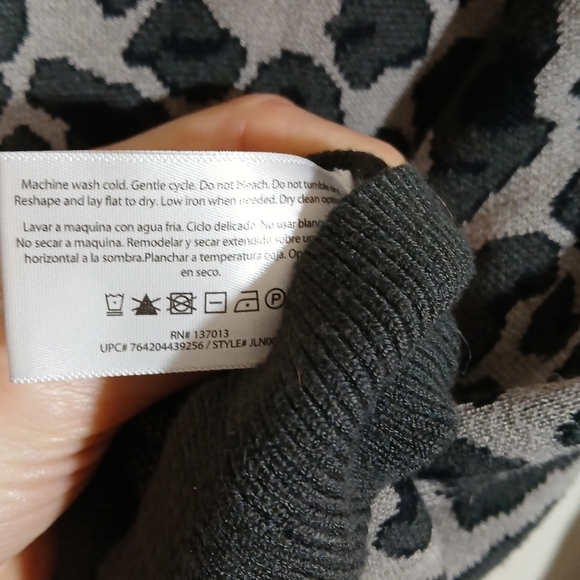 Machine wash cold. Gentle cycle. Do not bleach. Do not tumble
Reshape and lay flat to dry. Low iron when needed. Dry clean
Lavar a maquina con agua fria. Ciclo delicado. No usar
No secar a maquina. Remodelar y secar extendido sobre
horizontal a la sombra.Planchar a temperatura baja.
en seco.
P
RN# 137013
UPC# 764204439256 / STYLE#